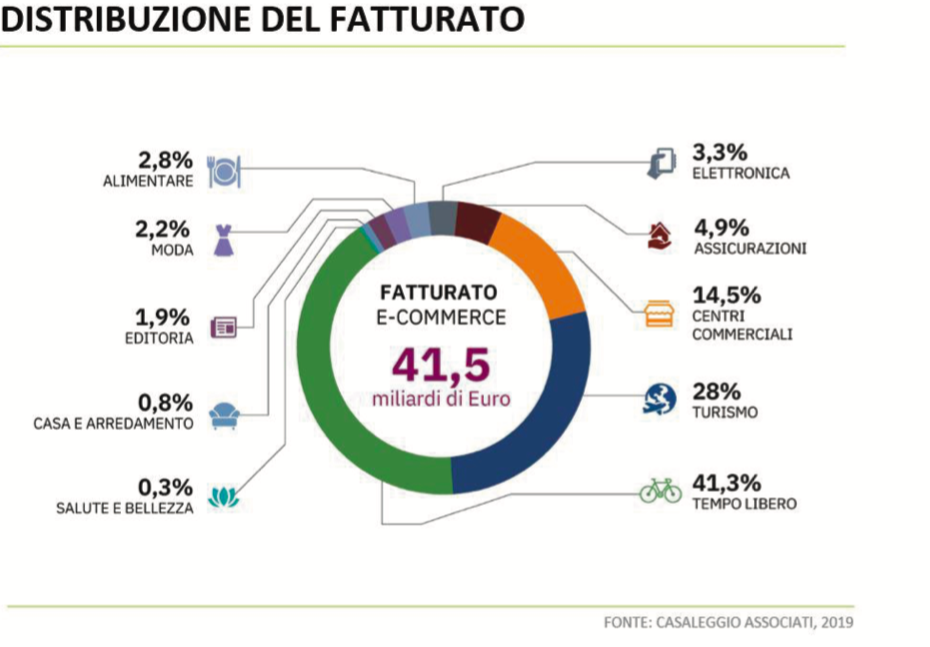 DISTRIBUZIONE DEL FATTURATO
2,8%
ALIMENTARE
2,2%
MODA
1,9%
EDITORIA
0,8%
CASA E ARREDAMENTO
0,3%
SALUTE E BELLEZZA
FATTURATO
E-COMMERCE
41,5
miliardi di Euro
3,3%
ELETTRONICA
4,9%
ASSICURAZIONI
14,5%
CENTRI
COMMERCIALI
28%
TURISMO
41,3%
TEMPO LIBERO
FONTE: CASALEGGIO ASSOCIATI, 2019